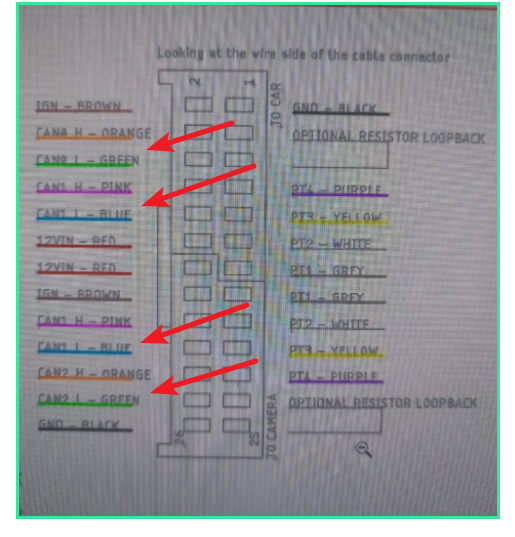 Looking at the wire side of the cable connector
2
1
TO CAR
IGN – BROWN
CAN0 H – ORANGE
CAN0 L – GREEN
CAN1 H – PINK
CAN1 L – BLUE
12VIN – RED
12VIN – RED
IGN – BROWN
CAN1 H – PINK
CAN1 L – BLUE
CAN2 H – ORANGE
CAN2 L – GREEN
GND – BLACK
GND – BLACK
OPTIONAL RESISTOR LOOPBACK
PT4 – PURPLE
PT3 – YELLOW
PT2 – WHITE
PT1 – GREY
PT1 – GREY
PT2 – WHITE
PT3 – YELLOW
PT4 – PURPLE
OPTIONAL RESISTOR LOOPBACK
26
25
TO CAMERA